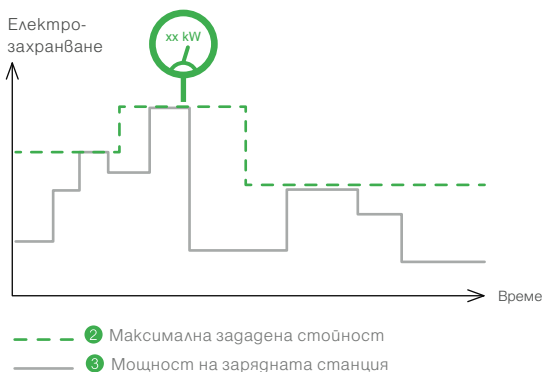 Електро-
захранване
xx kW
Време
2 Максимална зададена стойност
3 Мощност на зарядната станция